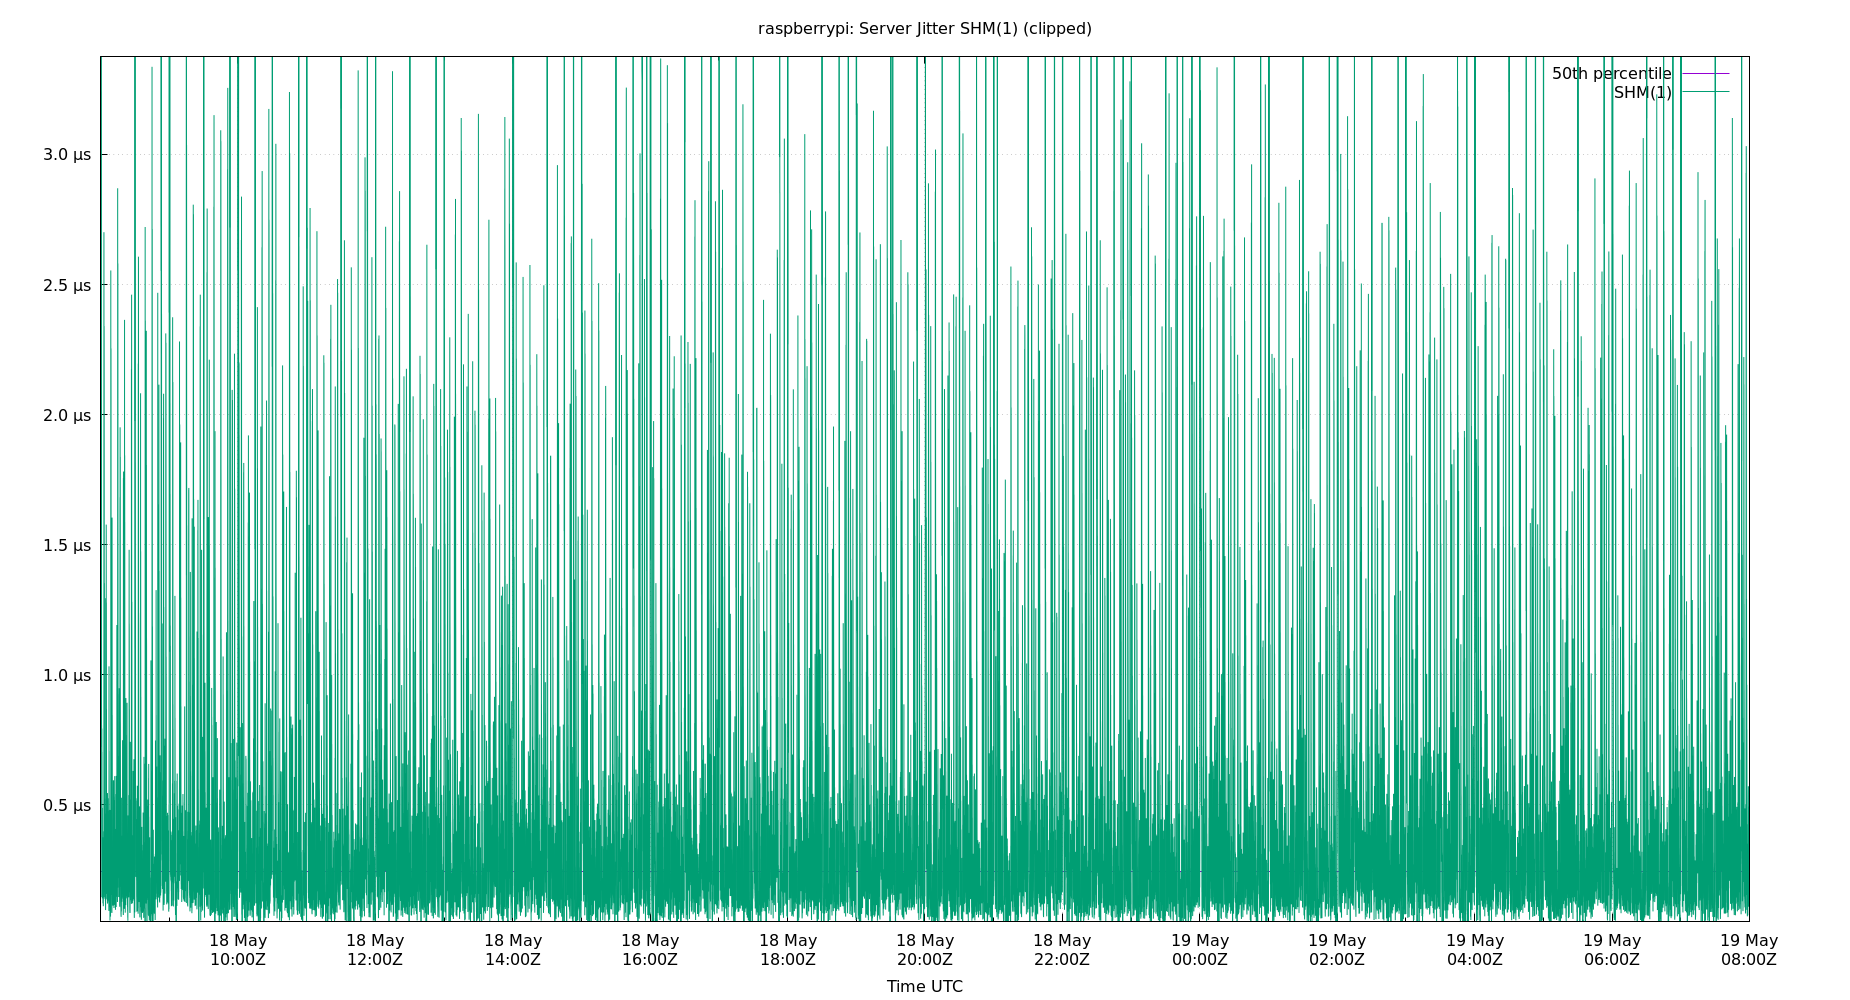 raspberrypi: Server Jitter SHM(1) (clipped)
50th percentile
SHM(1)
3.0 µs
2.5 µs
2.0 µs
1.5 µs
1.0 µs
0.5 µs
18 May 18 May 18 May 18 May 18 May 18 May 18 May 19 May 19 May 19 May 19 May 19 May
10:00Z 12:00Z 14:00Z 16:00Z 18:00Z 20:00Z 22:00Z 00:00Z 02:00Z 04:00Z 06:00Z 08:00Z
Time UTC